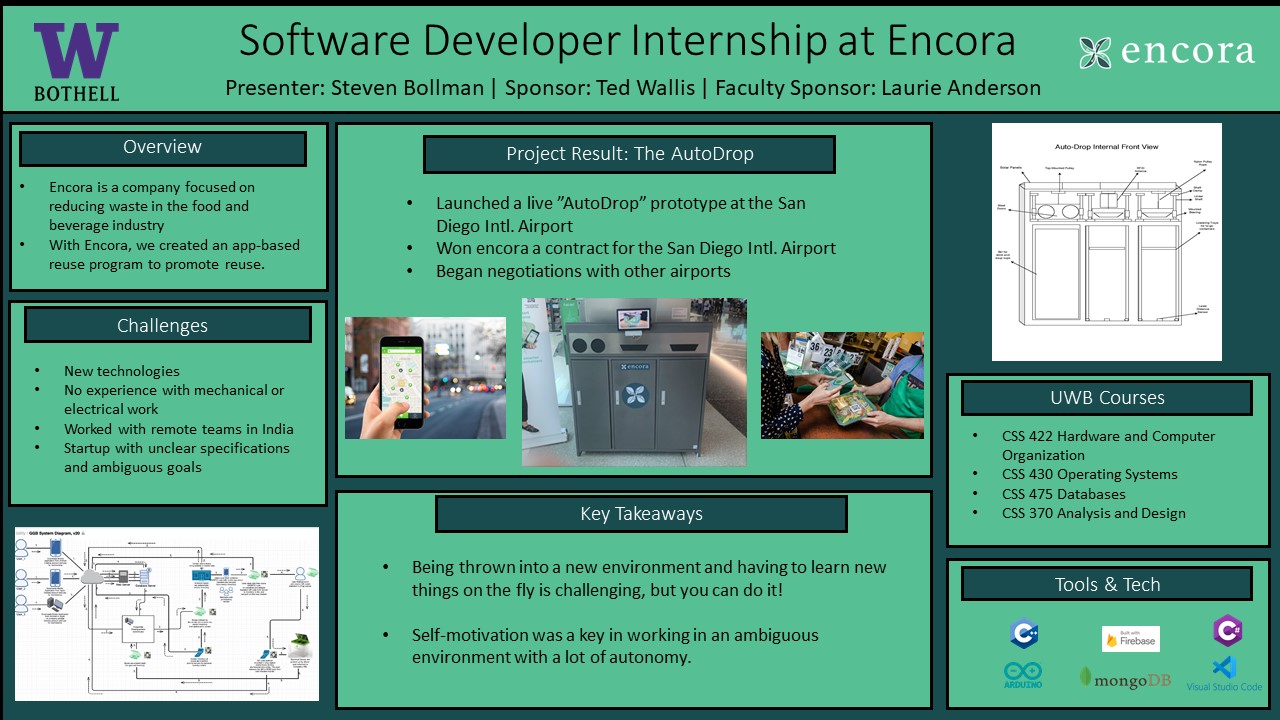 W
BOTHELL
Software Developer Internship at Encora
Presenter: Steven Bollman | Sponsor: Ted Wallis | Faculty Sponsor: Laurie Anderson
encora
Overview
• Encora is a company focused on
reducing waste in the food and
beverage industry
• With Encora, we created an app-based
reuse program to promote reuse.
Challenges
• New technologies
• No experience with mechanical or
electrical work
• Worked with remote teams in India
• Startup with unclear specifications
and ambiguous goals
GGB System Diagram, v20
Project Result: The AutoDrop
• Launched a live ”AutoDrop” prototype at the San
Diego Intl. Airport
• Won encora a contract for the San Diego Intl. Airport
• Began negotiations with other airports
encora
36
23
Key Takeaways
• Being thrown into a new environment and having to learn new
things on the fly is challenging, but you can do it!
• Self-motivation was a key in working in an ambiguous
environment with a lot of autonomy.
Auto-Drop Internal Front View
Solar Panels
Top Mounted Pulley
UWB Courses
• CSS 422 Hardware and Computer
Organization
• CSS 430 Operating Systems
• CSS 475 Databases
• CSS 370 Analysis and Design
Tools & Tech
C++
Built with
Firebase
C#
ARDUINO
mongoDB
Visual Studio Code